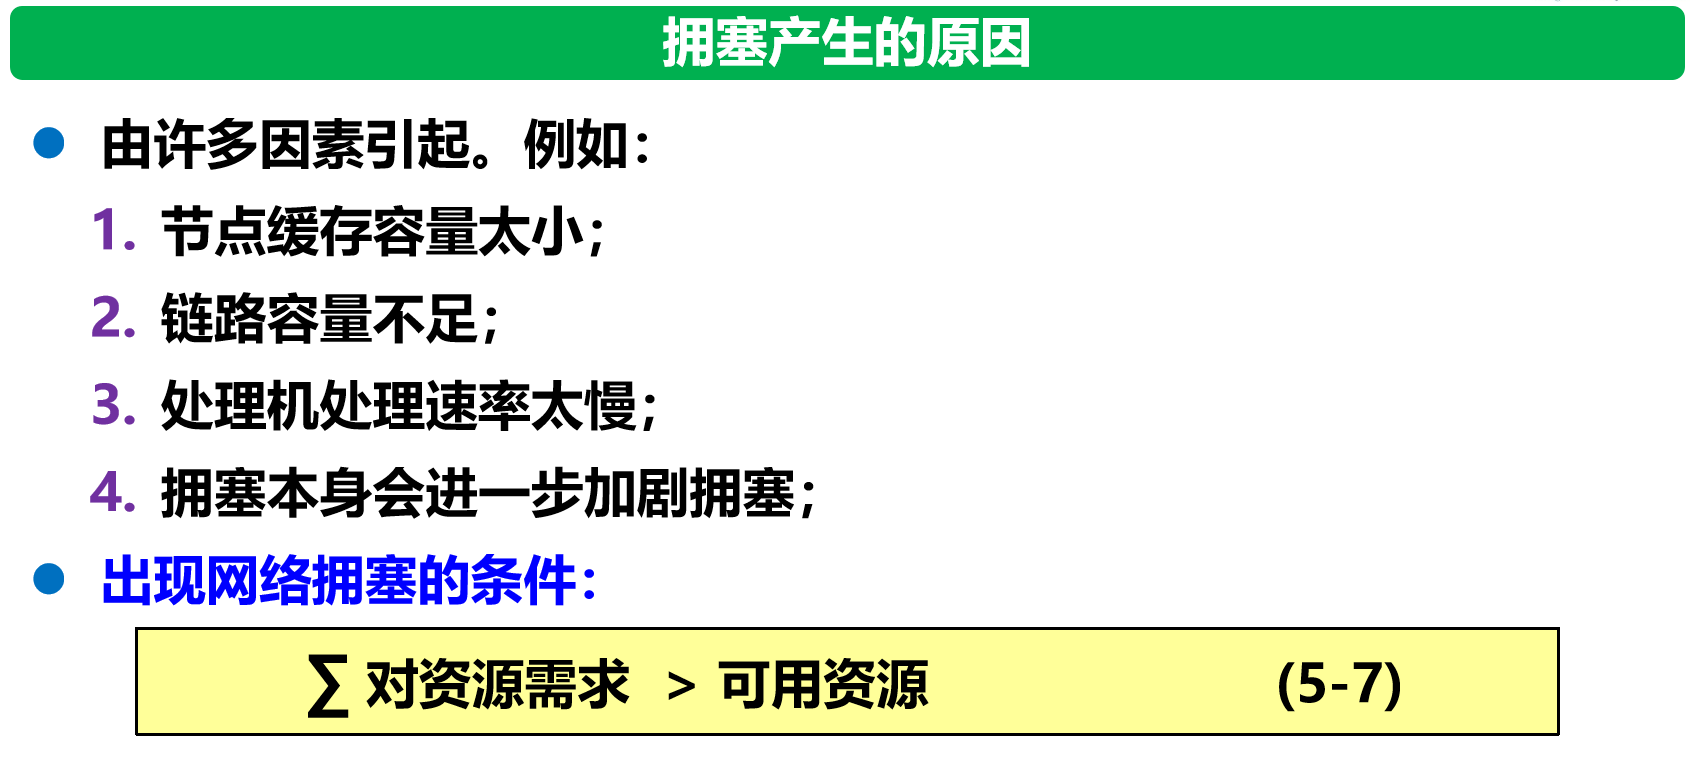 拥塞产生的原因
由许多因素引起。例如：
1. 节点缓存容量太小；
2. 链路容量不足；
3. 处理机处理速率太慢；
4. 拥塞本身会进一步加剧拥塞；
出现网络拥塞的条件：
∑ 对资源需求 > 可用资源 (5-7)